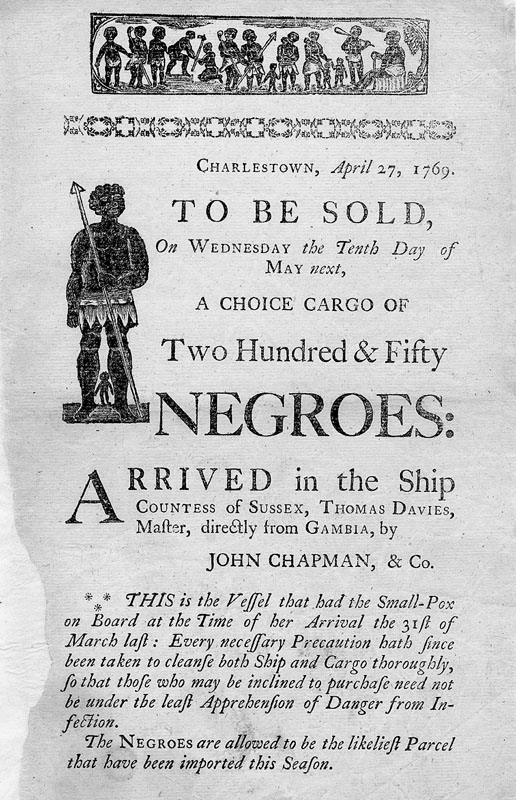 CHARLESTOWN, April 27, 1769.
TO BE SOLD,
On WEDNESDAY the Tenth Day of
MAY next,
A CHOICE CARGO OF
Two Hundred & Fifty
NEGROES:
ARRIVED in the Ship
COUNTESS of SUSSEX, THOMAS DAVIES,
Maſter, directly from GAMBIA, by
JOHN CHAPMAN, & Co.
⁂ THIS is the Veſſel that had the Small-Pox
on Board at the Time of her Arrival the 31ſt of
March laſt: Every neceſſary Precaution hath ſince
been taken to cleanſe both Ship and Cargo thoroughly,
ſo that thoſe who may be inclined to purchaſe need not
be under the leaſt Apprehenſion of Danger from In-
fection.
The NEGROES are allowed to be the likelieſt Parcel
that have been imported this Seaſon.